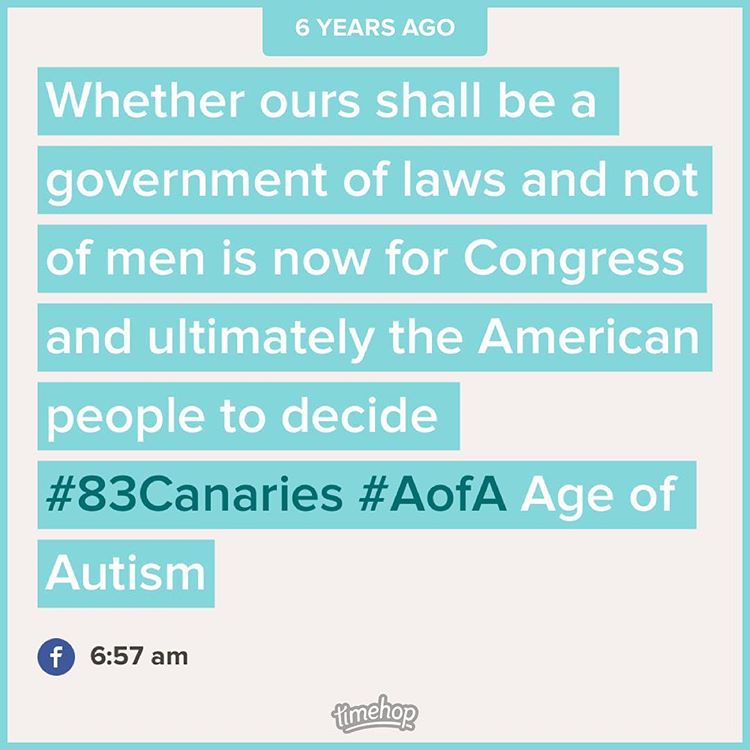 6 YEARS AGO
Whether ours shall be a
government of laws and not
of men is now for Congress
and ultimately the American
people to decide
#83Canaries #AofA Age of
Autism
f 6:57 am
timehop